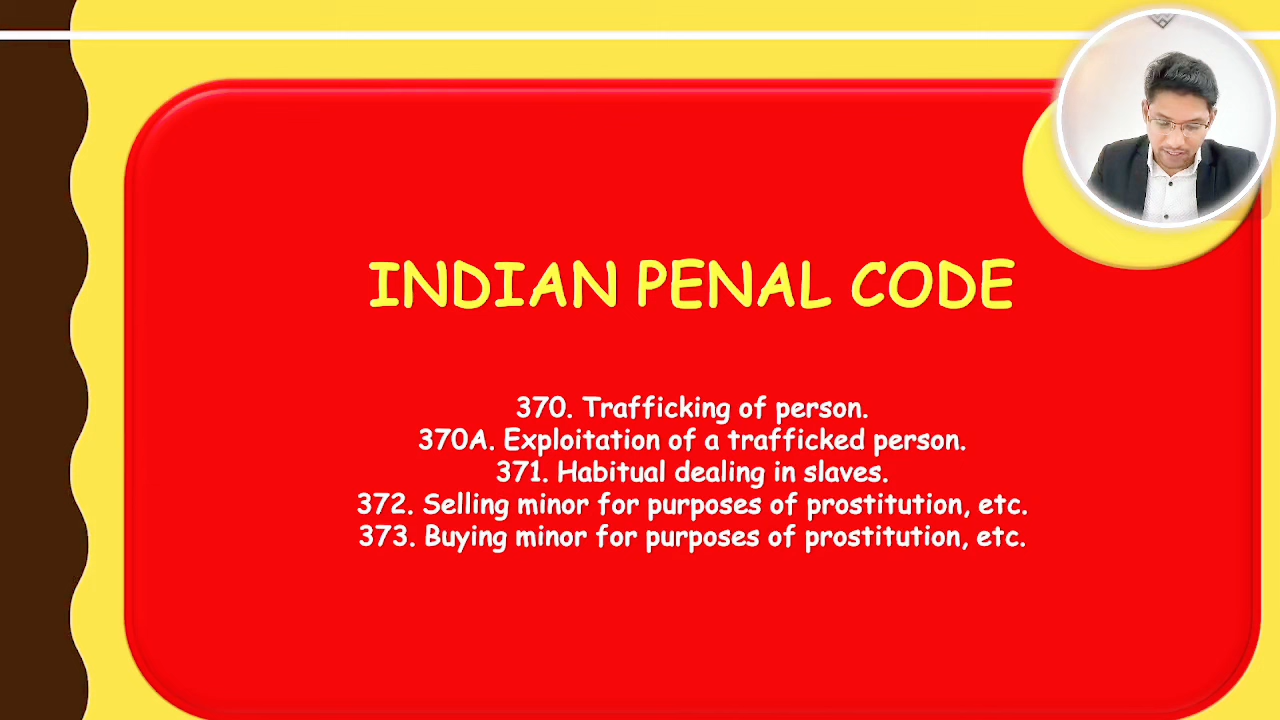 INDIAN PENAL CODE
370. Trafficking of person.
370A. Exploitation of a trafficked person.
371. Habitual dealing in slaves.
372. Selling minor for purposes of prostitution, etc.
373. Buying minor for purposes of prostitution, etc.